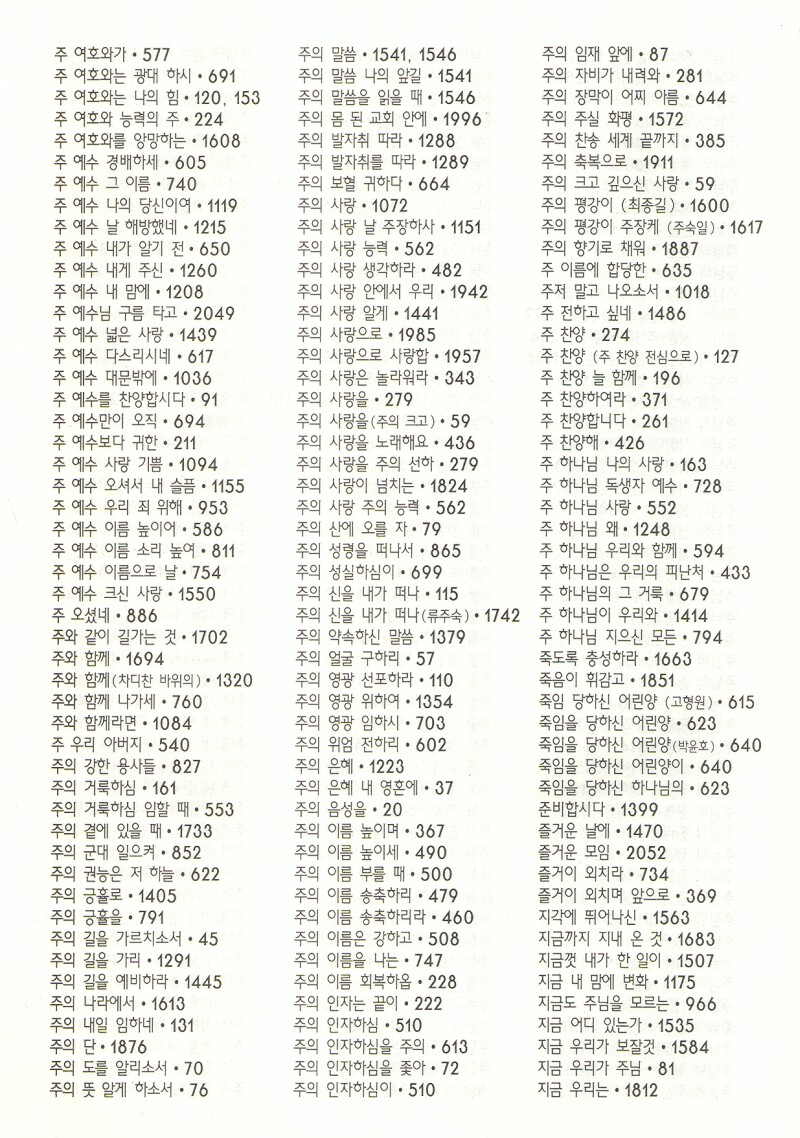 주 여호와가 • 577
주 여호와는 광대 하시 • 691
주 여호와는 나의 힘 • 120, 153
주 여호와 능력의 주 • 224
주 여호와를 앙망하는 • 1608
주 예수 경배하세 • 605
주 예수 그 이름 • 740
주 예수 나의 당신이여 • 1119
주 예수 날 해방했네 • 1215
주 예수 내가 알기 전 • 650
주 예수 내게 주신 • 1260
주 예수 내 맘에 • 1208
주 예수님 구름 타고 • 2049
주 예수 넓은 사랑 • 1439
주 예수 다스리시네 • 617
주 예수 대문밖에 • 1036
주 예수를 찬양합시다 • 91
주 예수만이 오직 • 694
주 예수보다 귀한 • 211
주 예수 사랑 기쁨 • 1094
주 예수 오셔서 내 슬픔 • 1155
주 예수 우리 죄 위해 • 953
주 예수 이름 높이어 • 586
주 예수 이름 소리 높여 • 811
주 예수 이름으로 날 • 754
주 예수 크신 사랑 • 1550
주 오셨네 • 886
주와 같이 길가는 것 • 1702
주와 함께 • 1694
주와 함께(차디찬 바위의) • 1320
주와 함께 나가세 • 760
주와 함께라면 • 1084
주 우리 아버지 • 540
주의 강한 용사들 • 827
주의 거룩하심 • 161
주의 거룩하심 임할 때 • 553
주의 곁에 있을 때 • 1733
주의 군대 일으켜 • 852
주의 권능은 저 하늘 • 622
주의 긍휼로 • 1405
주의 긍휼을 • 791
주의 길을 가르치소서 • 45
주의 길을 가리 • 1291
주의 길을 예비하라 • 1445
주의 나라에서 • 1613
주의 내일 임하네 • 131
주의 단 • 1876
주의 도를 알리소서 • 70
주의 뜻 알게 하소서 • 76
주의 말씀 • 1541, 1546
주의 말씀 나의 앞길 • 1541
주의 말씀을 읽을 때 • 1546
주의 몸 된 교회 안에 • 1996
주의 발자취 따라 • 1288
주의 발자취를 따라 • 1289
주의 보혈 귀하다 • 664
주의 사랑 • 1072
주의 사랑 날 주장하사 • 1151
주의 사랑 능력 • 562
주의 사랑 생각하라 • 482
주의 사랑 안에서 우리 • 1942
주의 사랑 알게 • 1441
주의 사랑으로 • 1985
주의 사랑으로 사랑합 • 1957
주의 사랑은 놀라워라 • 343
주의 사랑을 • 279
주의 사랑을(주의 크고) • 59
주의 사랑을 노래해요 • 436
주의 사랑을 주의 선하 • 279
주의 사랑이 넘치는 • 1824
주의 사랑 주의 능력 • 562
주의 산에 오를 자 • 79
주의 성령을 떠나서 • 865
주의 성실하심이 • 699
주의 신을 내가 떠나 • 115
주의 신을 내가 떠나(류주숙) • 1742
주의 약속하신 말씀 • 1379
주의 얼굴 구하리 • 57
주의 영광 선포하라 • 110
주의 영광 위하여 • 1354
주의 영광 임하시 • 703
주의 위엄 전하리 • 602
주의 은혜 • 1223
주의 은혜 내 영혼에 • 37
주의 음성을 • 20
주의 이름 높이며 • 367
주의 이름 높이세 • 490
주의 이름 부를 때 • 500
주의 이름 송축하리 • 479
주의 이름 송축하리라 • 460
주의 이름은 강하고 • 508
주의 이름을 나는 • 747
주의 이름 회복하옵 • 228
주의 인자는 끝이 • 222
주의 인자하심 • 510
주의 인자하심을 주의 • 613
주의 인자하심을 좇아 • 72
주의 인자하심이 • 510
주의 임재 앞에 • 87
주의 자비가 내려와 • 281
주의 장막이 어찌 아름 • 644
주의 주실 화평 • 1572
주의 찬송 세계 끝까지 • 385
주의 축복으로 • 1911
주의 크고 깊으신 사랑 • 59
주의 평강이 (최종길) • 1600
주의 평강이 주장케 (주숙일) • 1617
주의 향기로 채워 • 1887
주 이름에 합당한 • 635
주저 말고 나오소서 • 1018
주 전하고 싶네 • 1486
주 찬양 • 274
주 찬양 (주 찬양 전심으로) • 127
주 찬양 늘 함께 • 196
주 찬양하여라 • 371
주 찬양합니다 • 261
주 찬양해 • 426
주 하나님 나의 사랑 • 163
주 하나님 독생자 예수 • 728
주 하나님 사랑 • 552
주 하나님 왜 • 1248
주 하나님 우리와 함께 • 594
주 하나님은 우리의 피난처 • 433
주 하나님의 그 거룩 • 679
주 하나님이 우리와 • 1414
주 하나님 지으신 모든 • 794
죽도록 충성하라 • 1663
죽음이 휘감고 • 1851
죽임 당하신 어린양 (고형원) • 615
죽임을 당하신 어린양 • 623
죽임을 당하신 어린양(박윤호) • 640
죽임을 당하신 어린양이 • 640
죽임을 당하신 하나님의 • 623
준비합시다 • 1399
즐거운 날에 • 1470
즐거운 모임 • 2052
즐거이 외치라 • 734
즐거이 외치며 앞으로 • 369
지각에 뛰어나신 • 1563
지금까지 지내 온 것 • 1683
지금껏 내가 한 일이 • 1507
지금 내 맘에 변화 • 1175
지금도 주님을 모르는 • 966
지금 어디 있는가 • 1535
지금 우리가 보잘것 • 1584
지금 우리가 주님 • 81
지금 우리는 • 1812